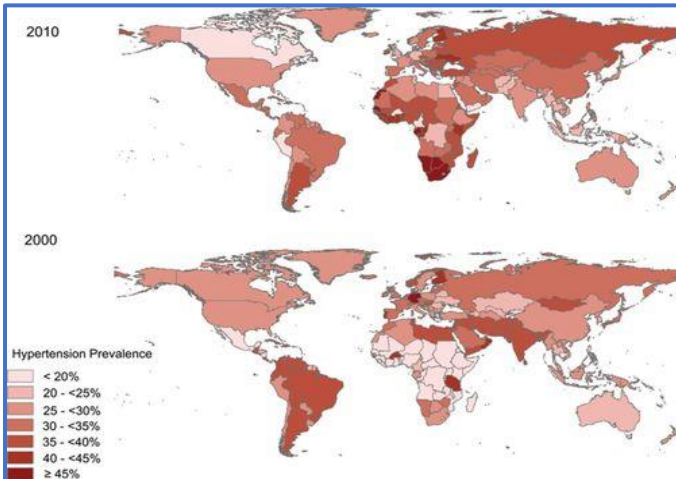 2010
2000
Hypertension Prevalence
< 20%
20 - <25%
25 - <30%
30 - <35%
35 - <40%
40 - <45%
≥ 45%